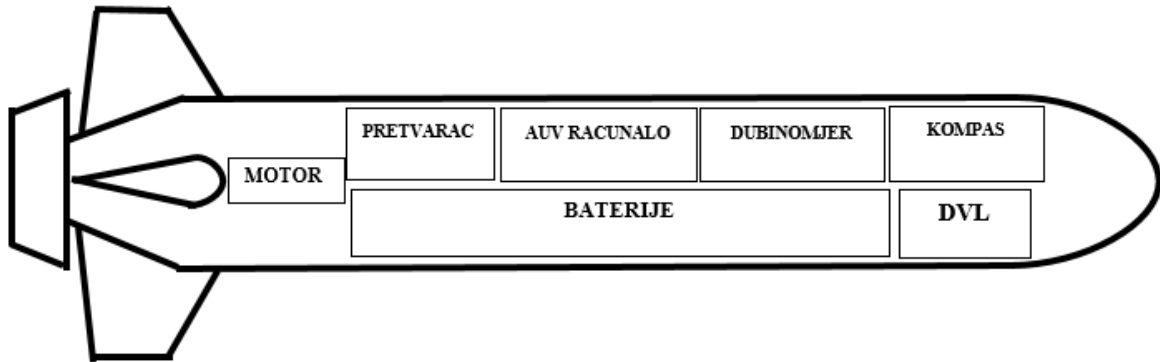 PRETVARAC
AUV RACUNALO
DUBINOMJER
KOMPAS
MOTOR
BATERIJE
DVL